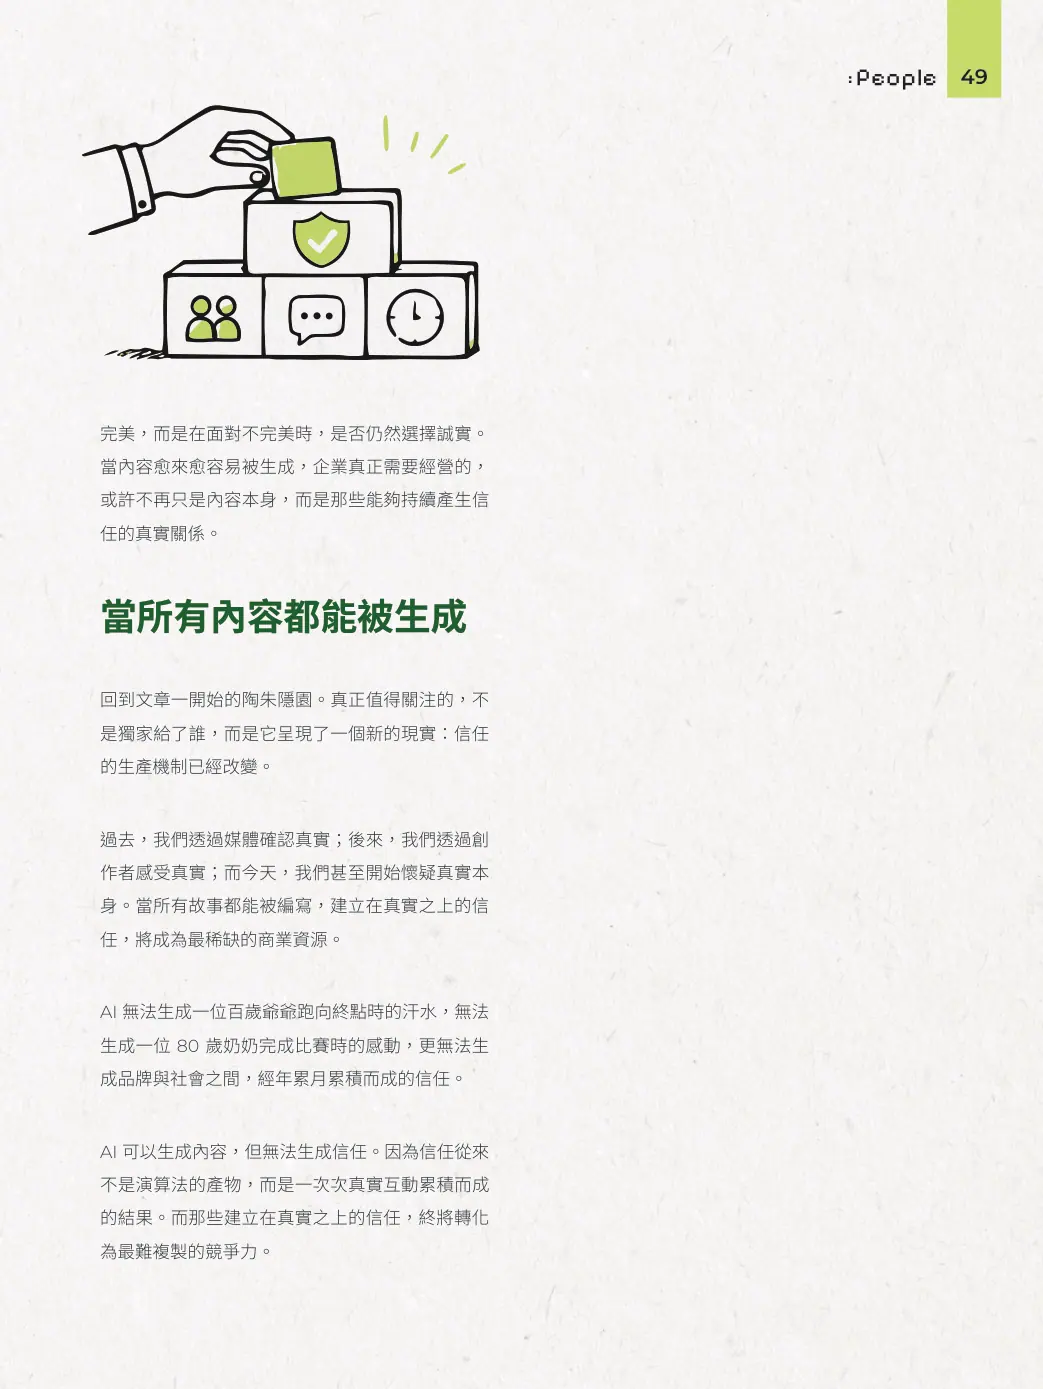 :People 49
完美，而是在面對不完美時，是否仍然選擇誠實。
當內容愈來愈容易被生成，企業真正需要經營的，
或許不再只是內容本身，而是那些能夠持續產生信
任的真實關係。
當所有內容都能被生成
回到文章一開始的陶朱隱園。真正值得關注的，不
是獨家給了誰，而是它呈現了一個新的現實：信任
的生產機制已經改變。
過去，我們透過媒體確認真實；後來，我們透過創
作者感受真實；而今天，我們甚至開始懷疑真實本
身。當所有故事都能被編寫，建立在真實之上的信
任，將成為最稀缺的商業資源。
AI 無法生成一位百歲爺爺跑向終點時的汗水，無法
生成一位 80 歲奶奶完成比賽時的感動，更無法生
成品牌與社會之間，經年累月累積而成的信任。
AI 可以生成內容，但無法生成信任。因為信任從來
不是演算法的產物，而是一次次真實互動累積而成
的結果。而那些建立在真實之上的信任，終將轉化
為最難複製的競爭力。